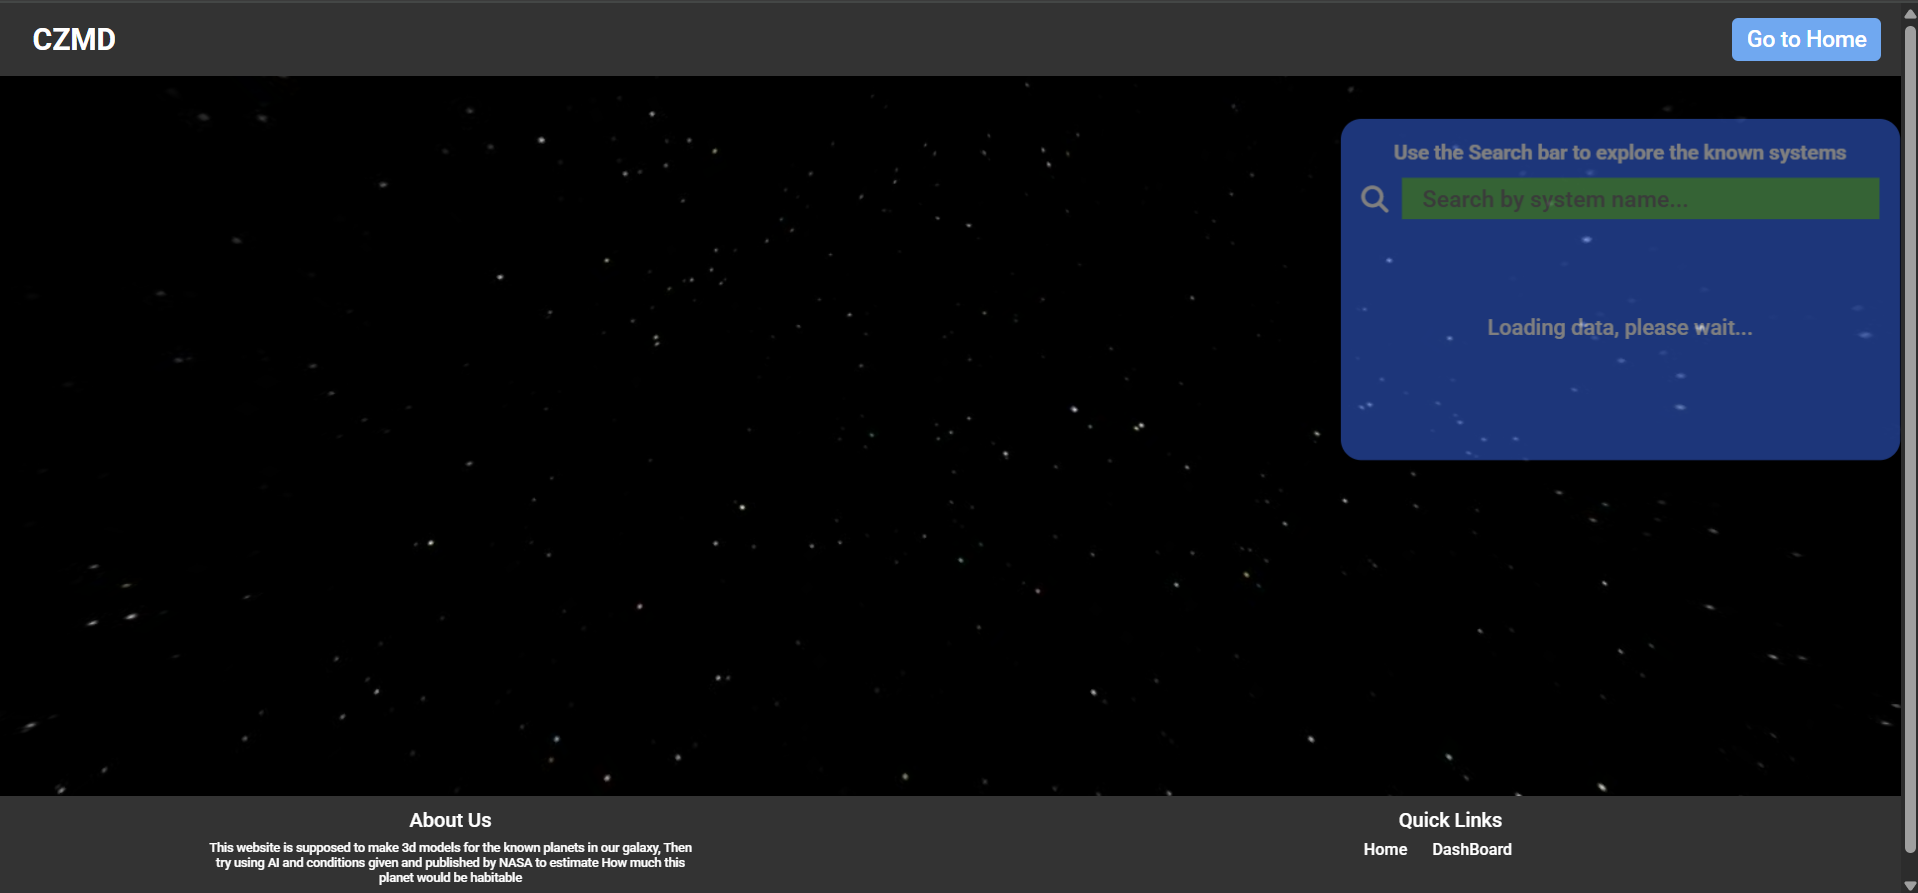 CZMD
Go to Home
Use the Search bar to explore the known systems
Search by system name...
Loading data, please wait...
About Us
This website is supposed to make 3d models for the known planets in our galaxy, Then
try using AI and conditions given and published by NASA to estimate How much this
planet would be habitable
Quick Links
Home DashBoard